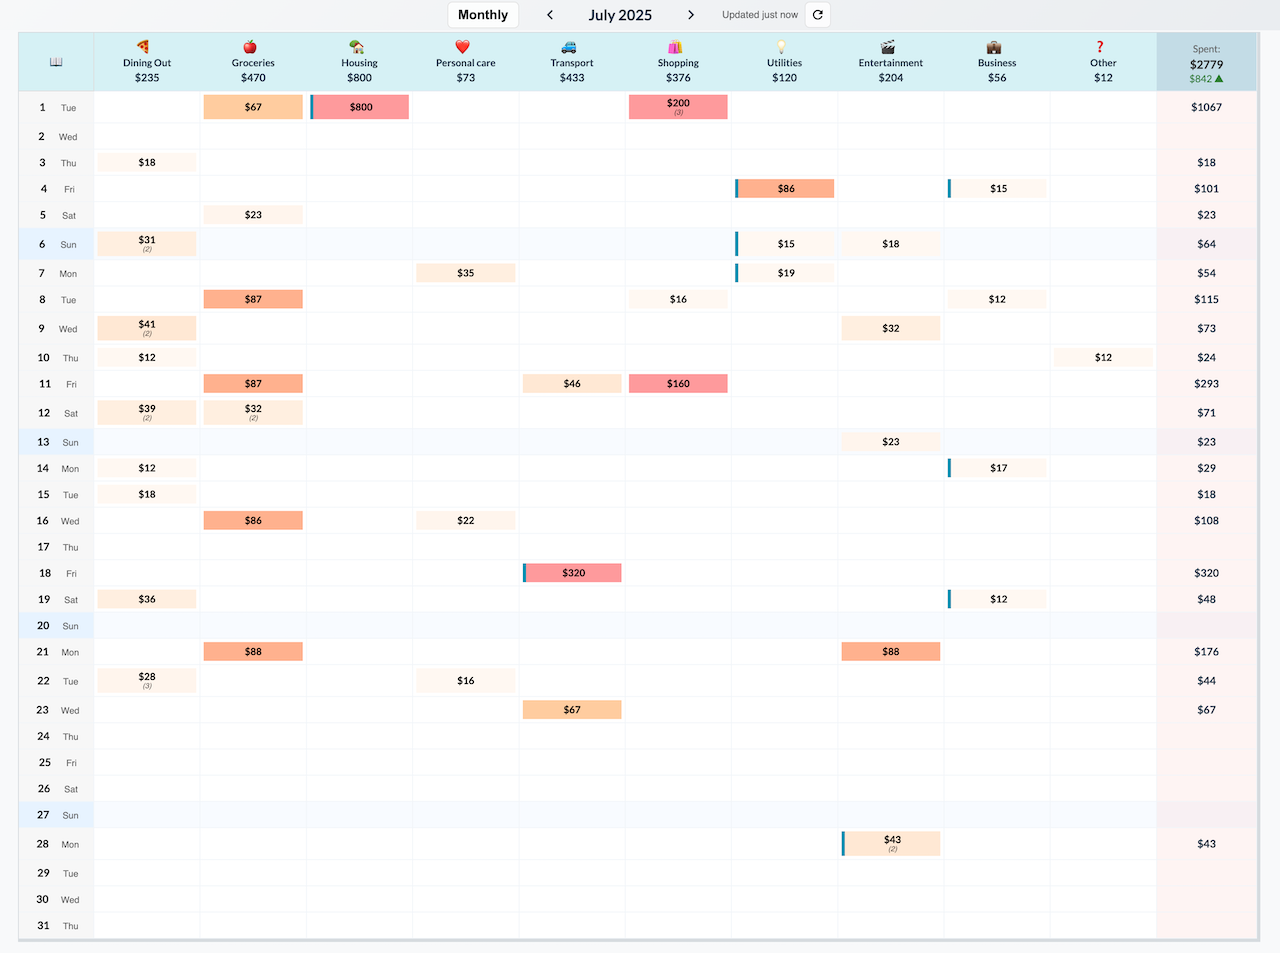 Monthly < July 2025 > Updated just now
Dining Out Groceries Housing Personal care Transport Shopping Utilities Entertainment Business Other Spent:
$235 $470 $800 $73 $433 $376 $120 $204 $56 $12 $2779
$842 ▲
1 Tue $67 $800 $200 (3) $1067
2 Wed
3 Thu $18 $18
4 Fri $86 $15 $101
5 Sat $23 $23
6 Sun $31 (2) $15 $18 $64
7 Mon $35 $19 $54
8 Tue $87 $16 $12 $115
9 Wed $41 (2) $32 $73
10 Thu $12 $12 $24
11 Fri $87 $46 $160 $293
12 Sat $39 (2) $32 (2) $71
13 Sun $23 $23
14 Mon $12 $17 $29
15 Tue $18 $18
16 Wed $86 $22 $108
17 Thu
18 Fri $320 $320
19 Sat $36 $12 $48
20 Sun
21 Mon $88 $88 $176
22 Tue $28 (3) $16 $44
23 Wed $67 $67
24 Thu
25 Fri
26 Sat
27 Sun
28 Mon $43 (2) $43
29 Tue
30 Wed
31 Thu